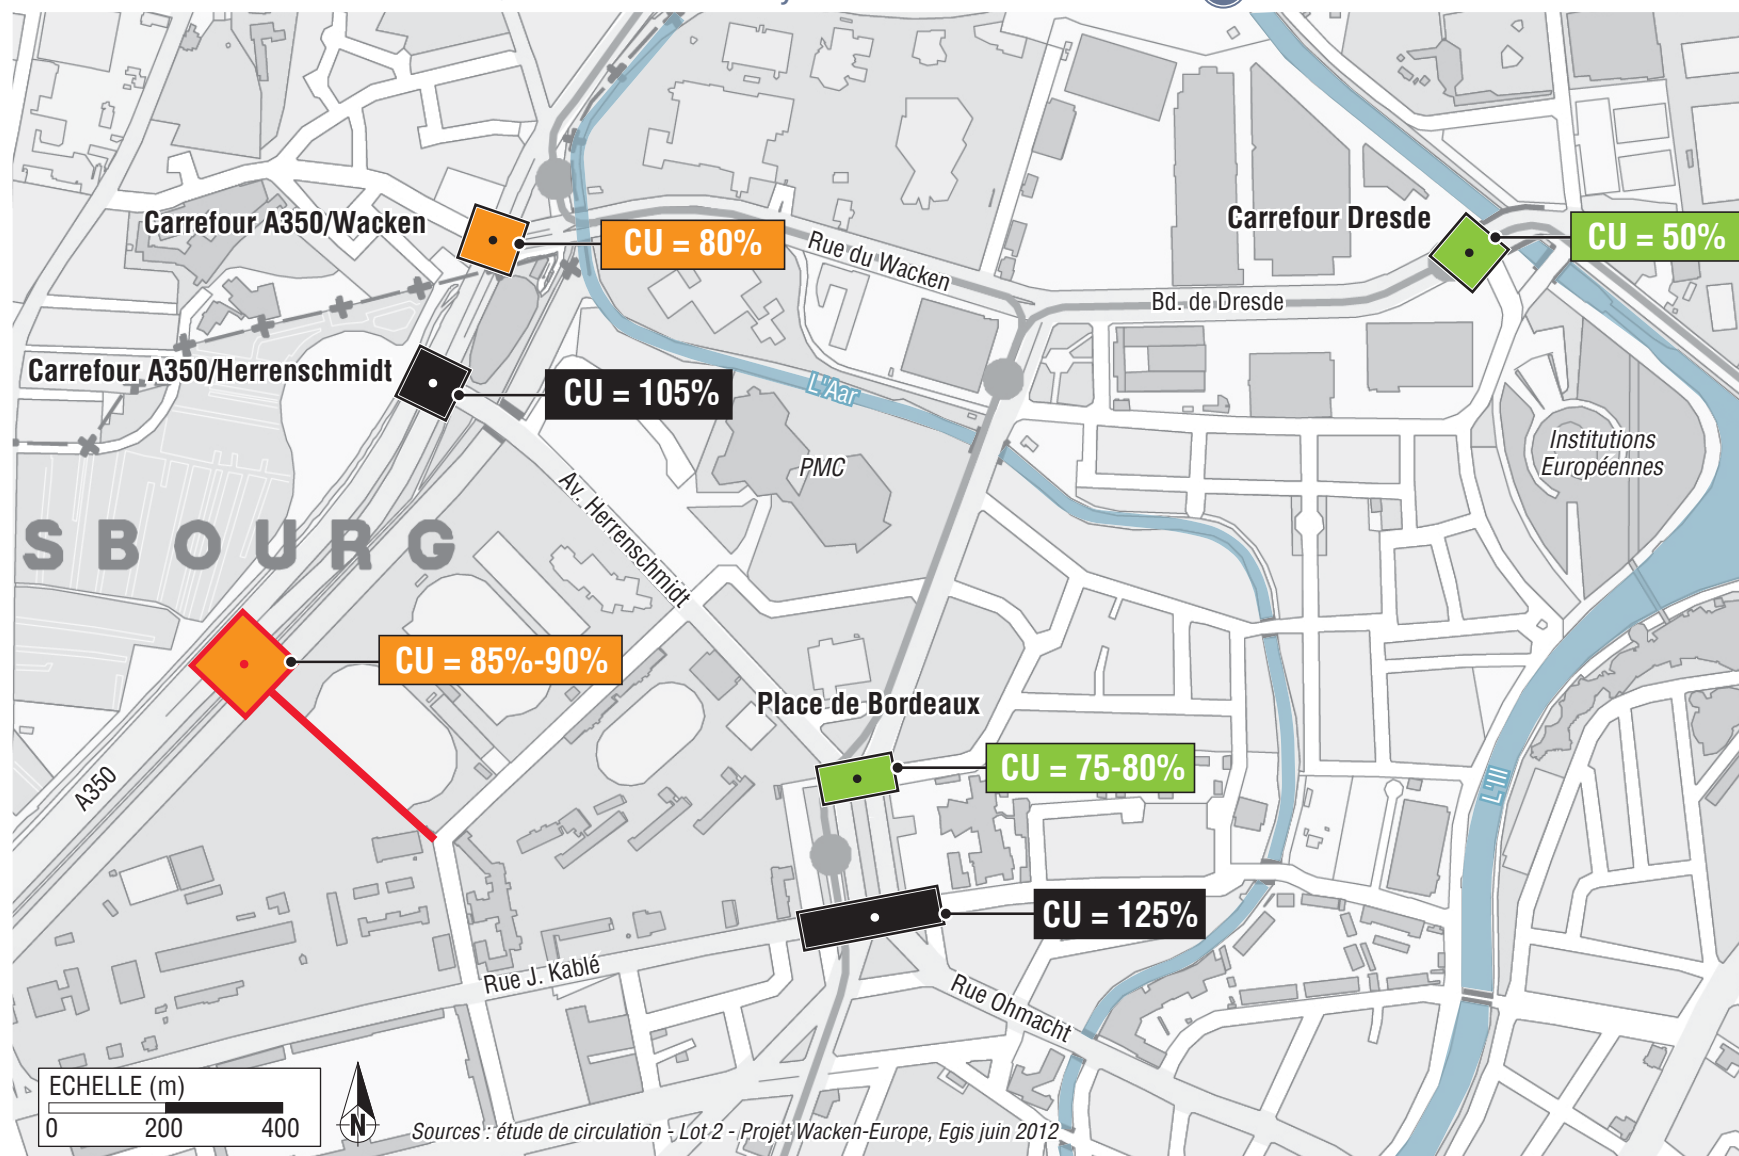 Carrefour A350/Wacken
CU = 80%
Carrefour Dresde
CU = 50%
Rue du Wacken
Bd. de Dresde
Carrefour A350/Herrenschmidt
CU = 105%
L'Aar
PMC
Institutions
Européennes
Av. Herrenschmidt
SBOURG
CU = 85%-90%
Place de Bordeaux
CU = 75-80%
A350
L'Ill
CU = 125%
Rue J. Kablé
Rue Ohmacht
ECHELLE (m)
0 200 400
N
Sources : étude de circulation - Lot 2 - Projet Wacken-Europe, Egis juin 2012